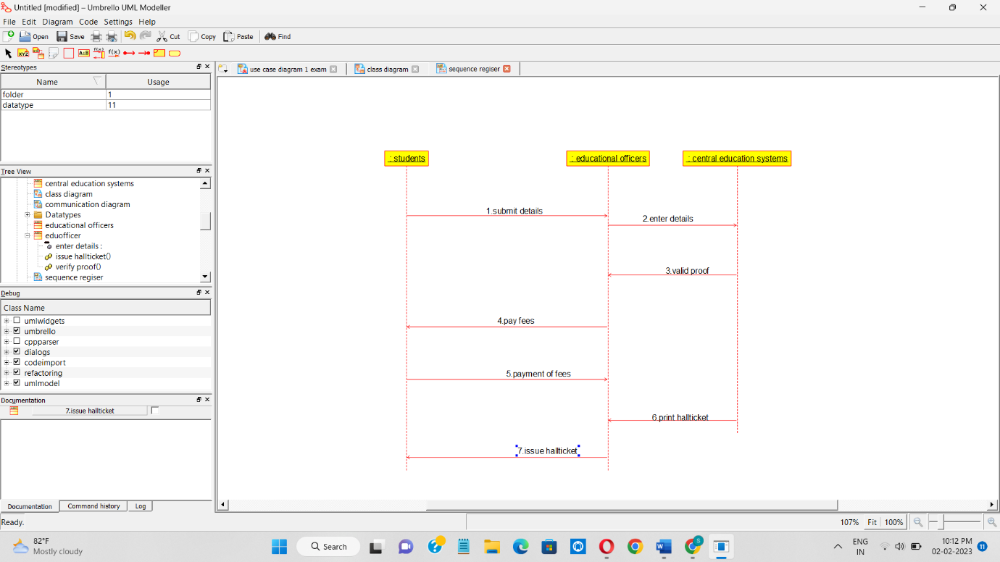 Untitled [modified] – Umbrello UML Modeller
File Edit Diagram Code Settings Help
Open Save Cut Copy Paste Find
XYZ A:B f(x) f(x)
Stereotypes
Name Usage
folder 1
datatype 11
Tree View
central education systems
class diagram
communication diagram
Datatypes
educational officers
eduofficer
enter details :
issue hallticket()
verify proof()
sequence regiser
Debug
Class Name
umlwidgets
umbrello
cppparser
dialogs
codeimport
refactoring
umlmodel
Documentation
7.issue hallticket
Documentation Command history Log
use case diagram 1 exam class diagram sequence regiser
: students : educational officers : central education systems
1.submit details
2.enter details
3.valid proof
4.pay fees
5.payment of fees
6.print hallticket
7.issue hallticket
Ready.
107% Fit 100%
82°F
Mostly cloudy
Search
S
ENG
IN
10:12 PM
02-02-2023
11